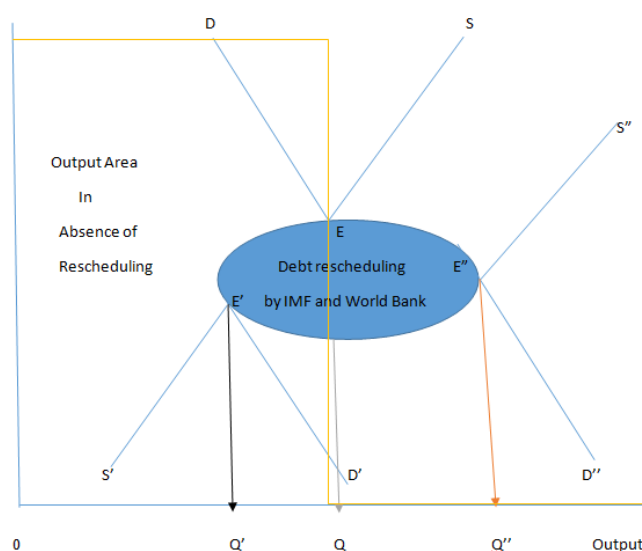 D
S
S"
Output Area
In
Absence of
Rescheduling
E
Debt rescheduling
E"
by IMF and World Bank
E'
S'
D'
D''
0
Q'
Q
Q''
Output